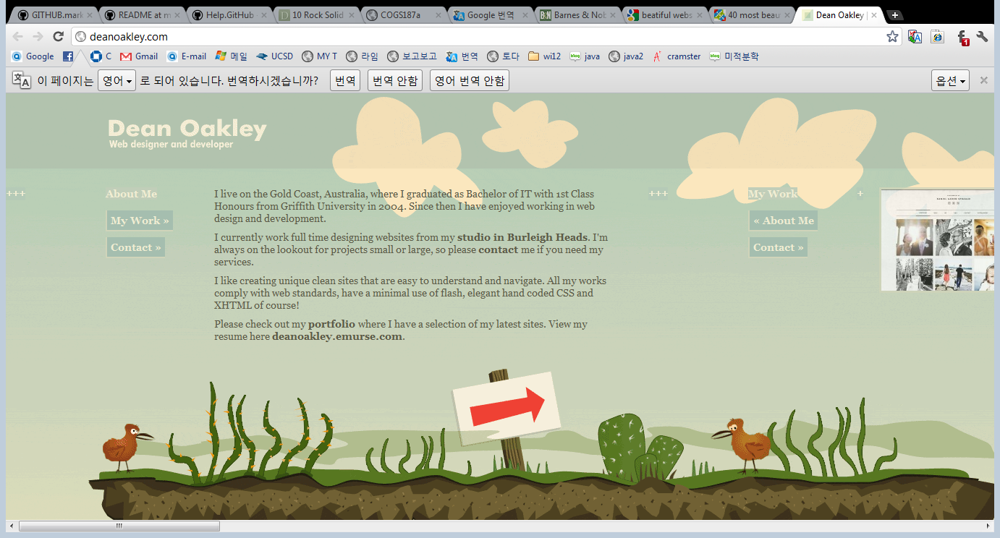 GITHUB.mark
README at m
Help.GitHub
10 Rock Solid
COGS187a
Google 번역
Barnes & Nob
beatiful webs
40 most beau
Dean Oakley |
deanoakley.com
Google
C
Gmail
E-mail
메일
UCSD
MY T
라임
보고보고
번역
토다
wi12
java
java2
cramster
미적분학
이 페이지는 영어 로 되어 있습니다. 번역하시겠습니까? 번역 번역 안함 영어 번역 안함 옵션
Dean Oakley
Web designer and developer
+++
About Me
My Work »
Contact »
I live on the Gold Coast, Australia, where I graduated as Bachelor of IT with 1st Class
Honours from Griffith University in 2004. Since then I have enjoyed working in web
design and development.
I currently work full time designing websites from my studio in Burleigh Heads. I'm
always on the lookout for projects small or large, so please contact me if you need my
services.
I like creating unique clean sites that are easy to understand and navigate. All my works
comply with web standards, have a minimal use of flash, elegant hand coded CSS and
XHTML of course!
Please check out my portfolio where I have a selection of my latest sites. View my
resume here deanoakley.emurse.com.
+++
My Work
+
« About Me
Contact »